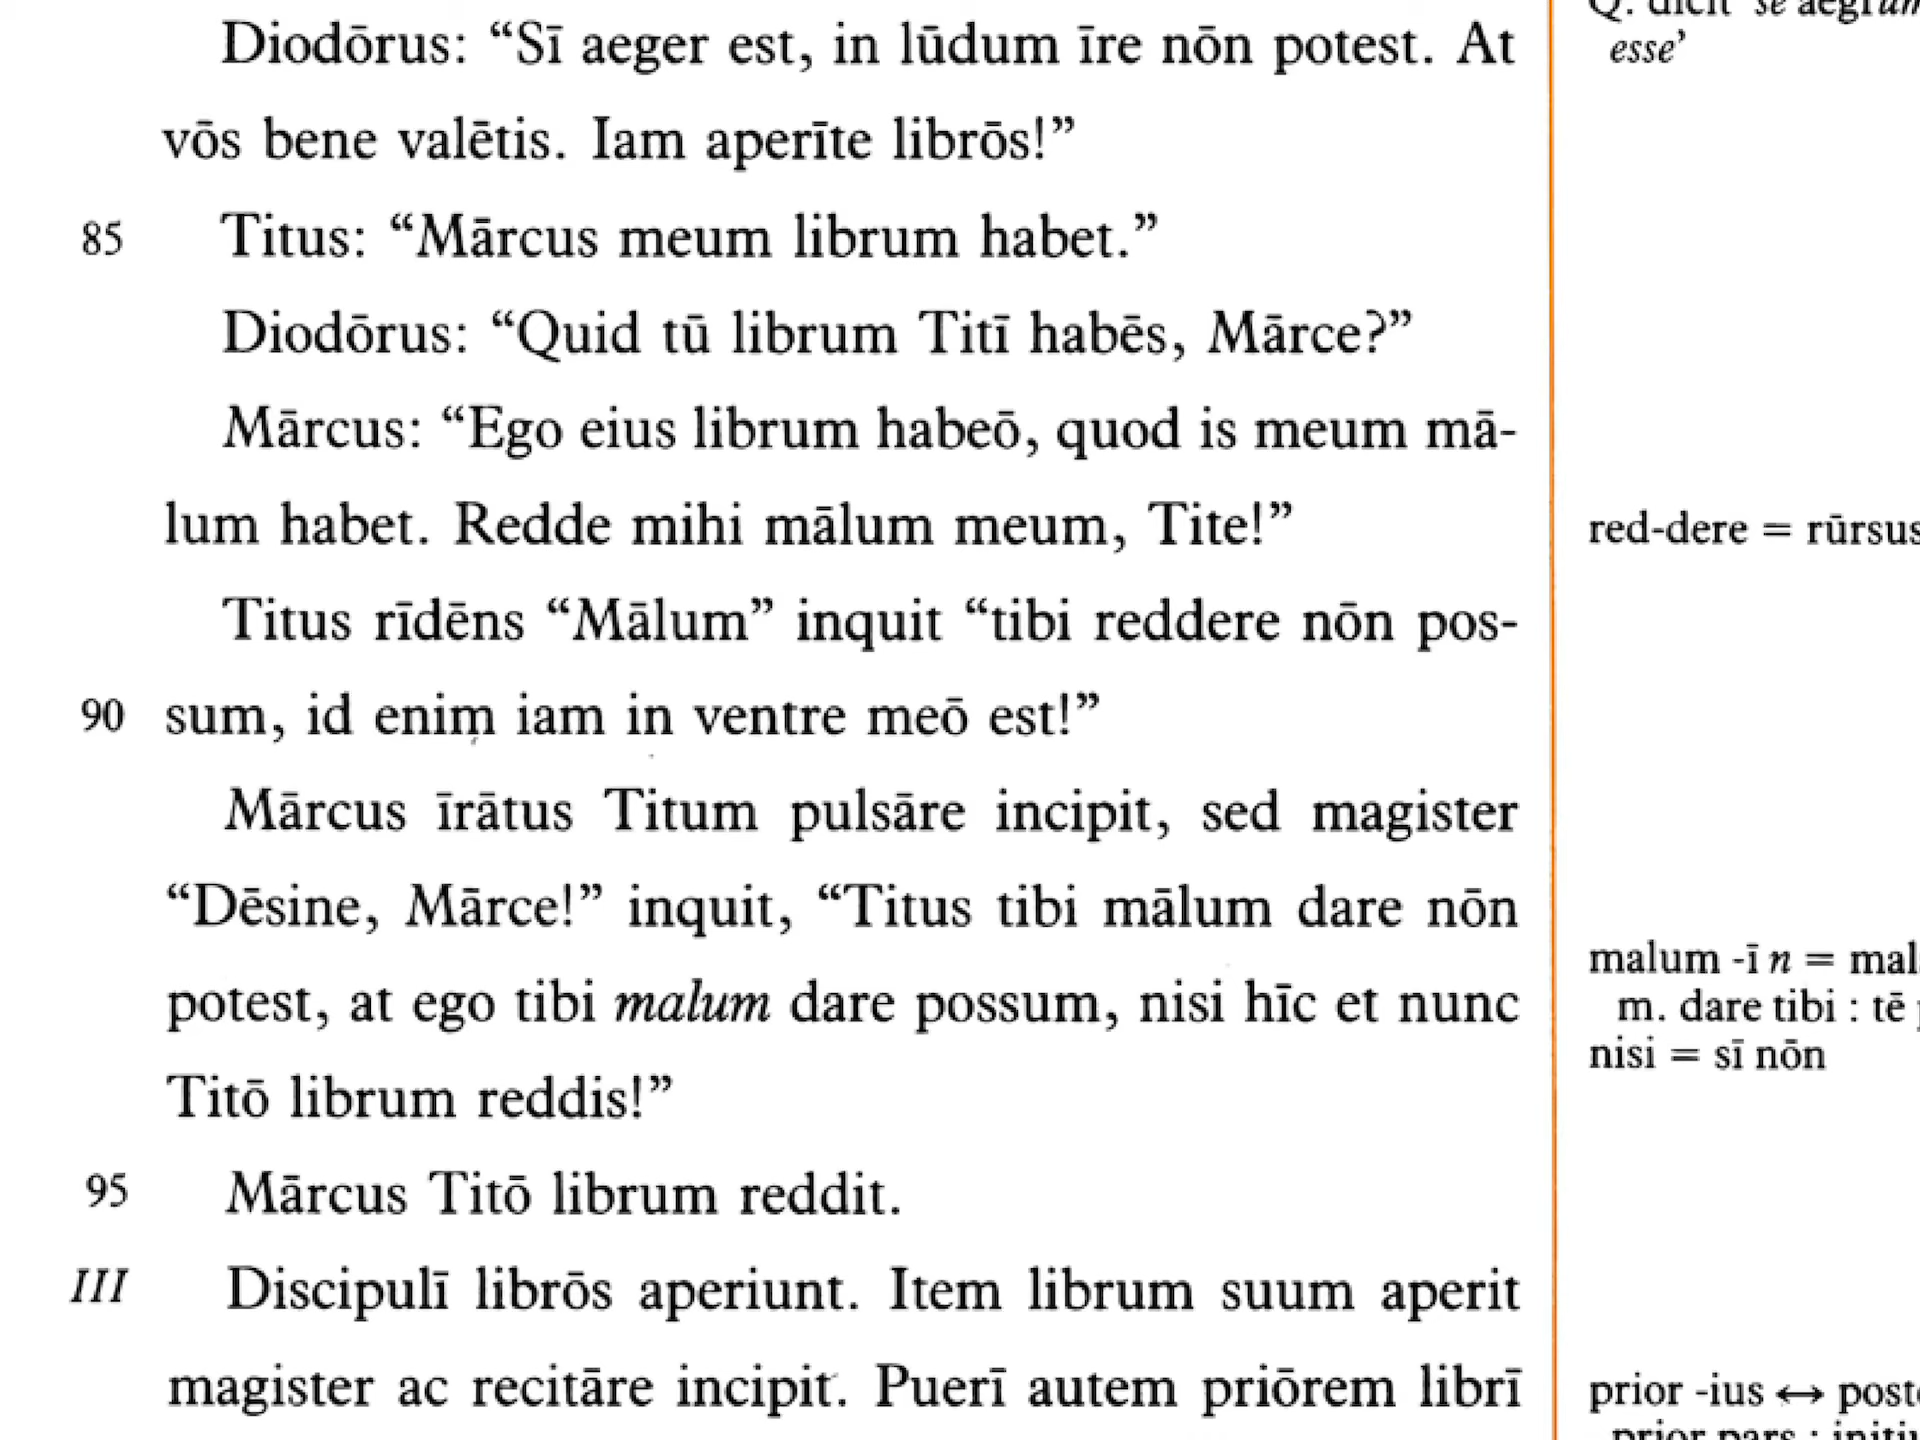 Diodōrus: “Sī aeger est, in lūdum īre nōn potest. At
vōs bene valētis. Iam aperīte librōs!”
85 Titus: “Mārcus meum librum habet.”
Diodōrus: “Quid tū librum Titī habēs, Mārce?”
Mārcus: “Ego eius librum habeō, quod is meum mā-
lum habet. Redde mihi mālum meum, Tite!”
Titus rīdēns “Mālum” inquit “tibi reddere nōn pos-
90 sum, id enim iam in ventre meō est!”
Mārcus īrātus Titum pulsāre incipit, sed magister
“Dēsine, Mārce!” inquit, “Titus tibi mālum dare nōn
potest, at ego tibi malum dare possum, nisi hīc et nunc
Titō librum reddis!”
95 Mārcus Titō librum reddit.
III Discipulī librōs aperiunt. Item librum suum aperit
magister ac recitāre incipit. Puerī autem priōrem librī
Q. dīcit ‘sē aegrum
esse’
red-dere = rūrsus
malum -ī n =
m. dare tibi : tē
nisi = sī nōn
prior -ius ↔
prior pars :